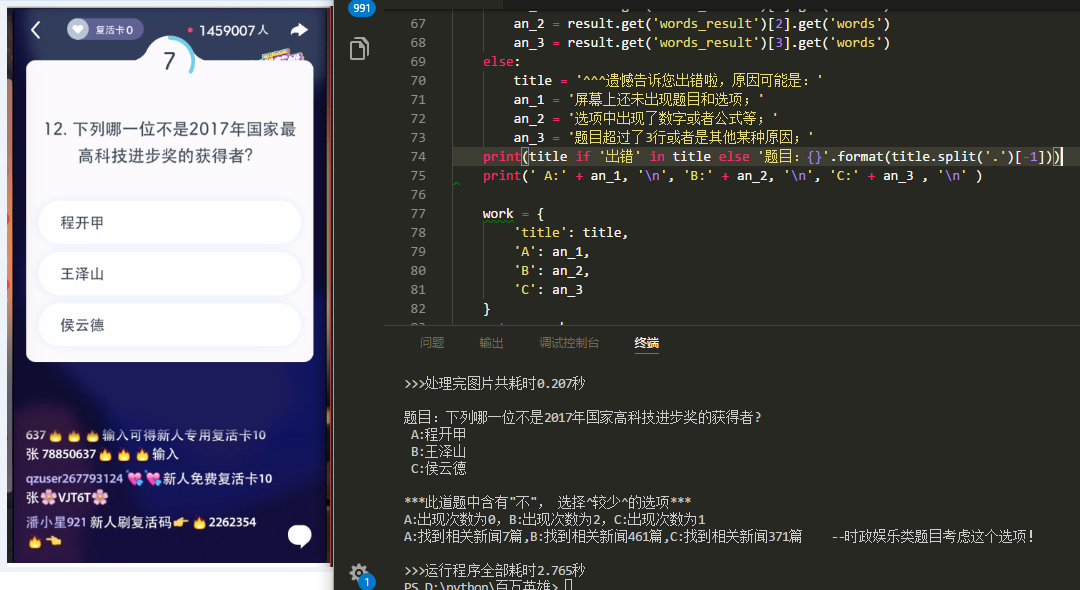 复活卡0
1459007人
7
12. 下列哪一位不是2017年国家最
高科技进步奖的获得者?
程开甲
王泽山
侯云德
637🔥🔥🔥输入可得新人专用复活卡10
张 78850637🔥🔥🔥输入
qzuser267793124 💘💘新人免费复活卡10
张🌸VJT6T🌸
潘小星921 新人刷复活码👉🔥2262354
🔥👈
991
1
67 an_2 = result.get('words_result')[2].get('words')
68 an_3 = result.get('words_result')[3].get('words')
69 else:
70 title = '^^^遗憾告诉您出错啦，原因可能是：'
71 an_1 = '屏幕上还未出现题目和选项；'
72 an_2 = '选项中出现了数字或者公式等；'
73 an_3 = '题目超过了3行或者是其他某种原因；'
74 print(title if '出错' in title else '题目：{}'.format(title.split('.')[-1]))
75 print(' A:' + an_1, '\n', 'B:' + an_2, '\n', 'C:' + an_3 , '\n' )
76
77 work = {
78 'title': title,
79 'A': an_1,
80 'B': an_2,
81 'C': an_3
82 }
问题 输出 调试控制台 终端
>>>处理完图片共耗时0.207秒
题目：下列哪一位不是2017年国家高科技进步奖的获得者?
A:程开甲
B:王泽山
C:侯云德
***此道题中含有"不"， 选择^较少^的选项***
A:出现次数为0，B:出现次数为2，C:出现次数为1
A:找到相关新闻7篇,B:找到相关新闻461篇,C:找到相关新闻371篇 --时政娱乐类题目考虑这个选项!
>>>运行程序全部耗时2.765秒
PS D:\python\百万英雄>